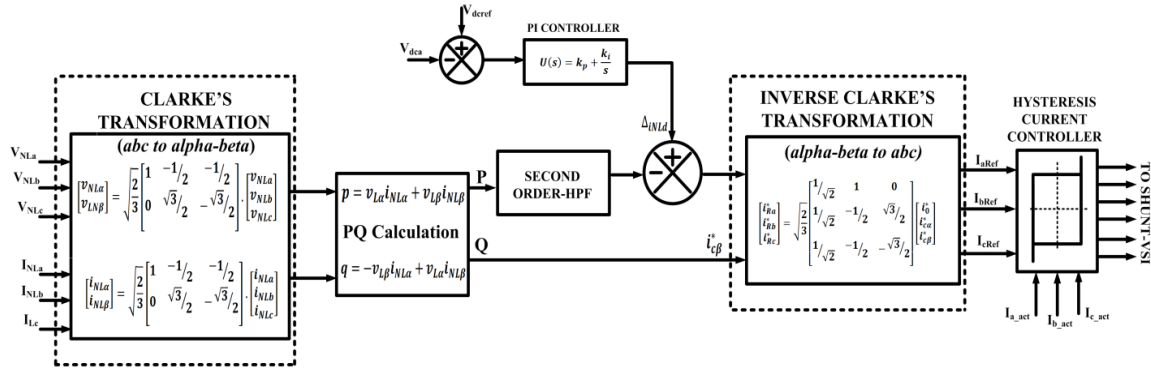 V_dcref
V_dca
PI CONTROLLER
U(s) = k_p + k_i/s
CLARKE'S
TRANSFORMATION
(abc to alpha-beta)
V_NLa
V_NLb
V_NLc
[v_NLα v_LNβ] = √(2/3) [1 −1/2 −1/2; 0 √3/2 −√3/2] · [v_NLa v_NLb v_NLc]
I_NLa
I_NLb
I_Lc
[i_NLα i_NLβ] = √(2/3) [1 −1/2 −1/2; 0 √3/2 −√3/2] · [i_NLa i_NLb i_NLc]
p = v_Lα i_NLα + v_Lβ i_NLβ
PQ Calculation
q = −v_Lβ i_NLα + v_Lα i_NLβ
P
Q
SECOND
ORDER-HPF
Δ_iNLd
i*_cβ
INVERSE CLARKE'S
TRANSFORMATION
(alpha-beta to abc)
[i*_Ra i*_Rb i*_Rc] = √(2/3) [1/√2 1 0; 1/√2 −1/2 √3/2; 1/√2 −1/2 −√3/2] [i*_0 i*_cα i*_cβ]
I_aRef
I_bRef
I_cRef
HYSTERESIS
CURRENT
CONTROLLER
I_a_act
I_b_act
I_c_act
TO SHUNT-VSI